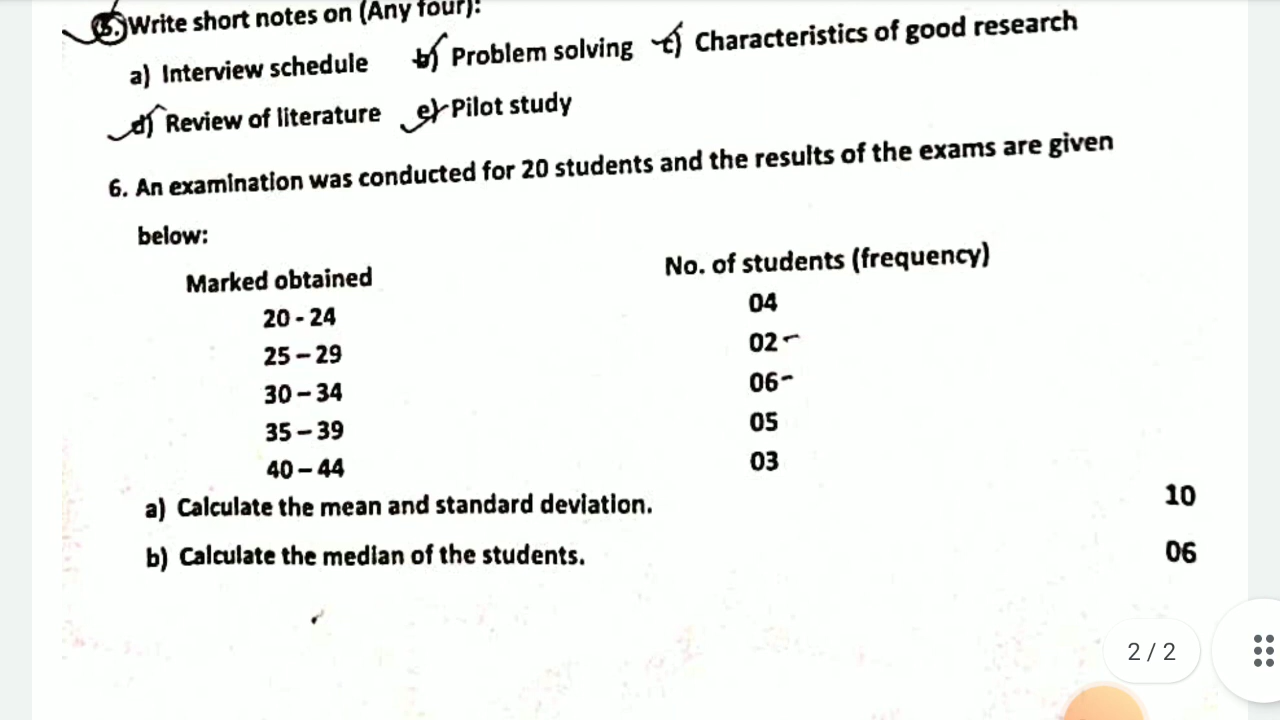 5. Write short notes on (Any four):
a) Interview schedule b) Problem solving c) Characteristics of good research
d) Review of literature e) Pilot study
6. An examination was conducted for 20 students and the results of the exams are given
below:
Marked obtained No. of students (frequency)
20 - 24 04
25 – 29 02
30 – 34 06
35 – 39 05
40 – 44 03
a) Calculate the mean and standard deviation. 10
b) Calculate the median of the students. 06
2 / 2